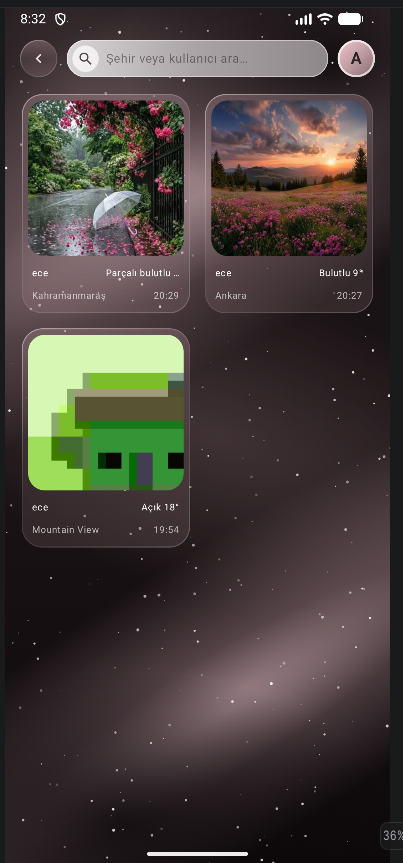 8:32
Şehir veya kullanıcı ara...
A
ece Parçalı bulutlu ...
Kahramanmaraş 20:29
ece Bulutlu 9°
Ankara 20:27
ece Açık 18°
Mountain View 19:54
36%